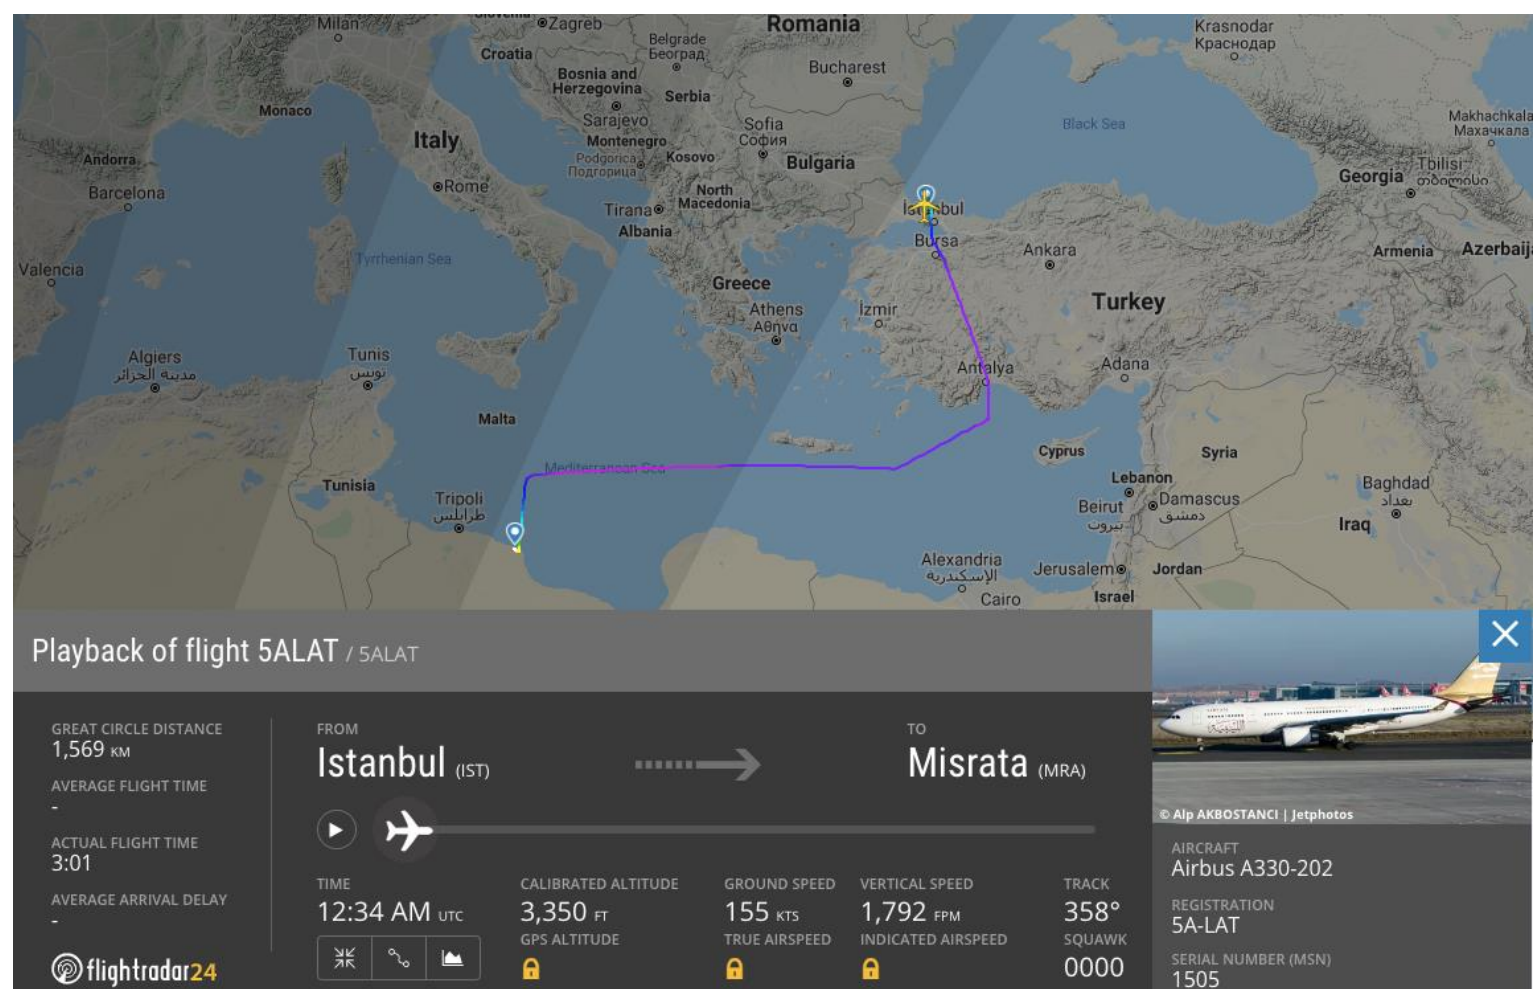 Milan
Slovenia
Zagreb
Croatia
Belgrade
Београд
Romania
Bucharest
Krasnodar
Краснодар
Bosnia and
Herzegovina
Serbia
Sarajevo
Monaco
Italy
Montenegro
Podgorica
Подгорица
Kosovo
Sofia
София
Bulgaria
Black Sea
Makhachkala
Махачкала
Andorra
Barcelona
Rome
North
Macedonia
Tirana
Albania
İstanbul
Bursa
Ankara
Georgia
Tbilisi
თბილისი
Armenia
Azerbaij
Valencia
Tyrrhenian Sea
Greece
Athens
Αθήνα
İzmir
Turkey
Algiers
مدينة الجزائر
Tunis
تونس
Antalya
Adana
Malta
Mediterranean Sea
Cyprus
Syria
Tunisia
Tripoli
طرابلس
Lebanon
Beirut
بيروت
Damascus
دمشق
Baghdad
بغداد
Iraq
Alexandria
الإسكندرية
Cairo
Jerusalem
Jordan
Israel
Playback of flight 5ALAT / 5ALAT
GREAT CIRCLE DISTANCE
1,569 KM
AVERAGE FLIGHT TIME
-
ACTUAL FLIGHT TIME
3:01
AVERAGE ARRIVAL DELAY
-
flightradar24
FROM
Istanbul (IST)
TO
Misrata (MRA)
TIME
12:34 AM UTC
CALIBRATED ALTITUDE
3,350 FT
GPS ALTITUDE
GROUND SPEED
155 KTS
TRUE AIRSPEED
VERTICAL SPEED
1,792 FPM
INDICATED AIRSPEED
TRACK
358°
SQUAWK
0000
© Alp AKBOSTANCI | Jetphotos
AIRCRAFT
Airbus A330-202
REGISTRATION
5A-LAT
SERIAL NUMBER (MSN)
1505